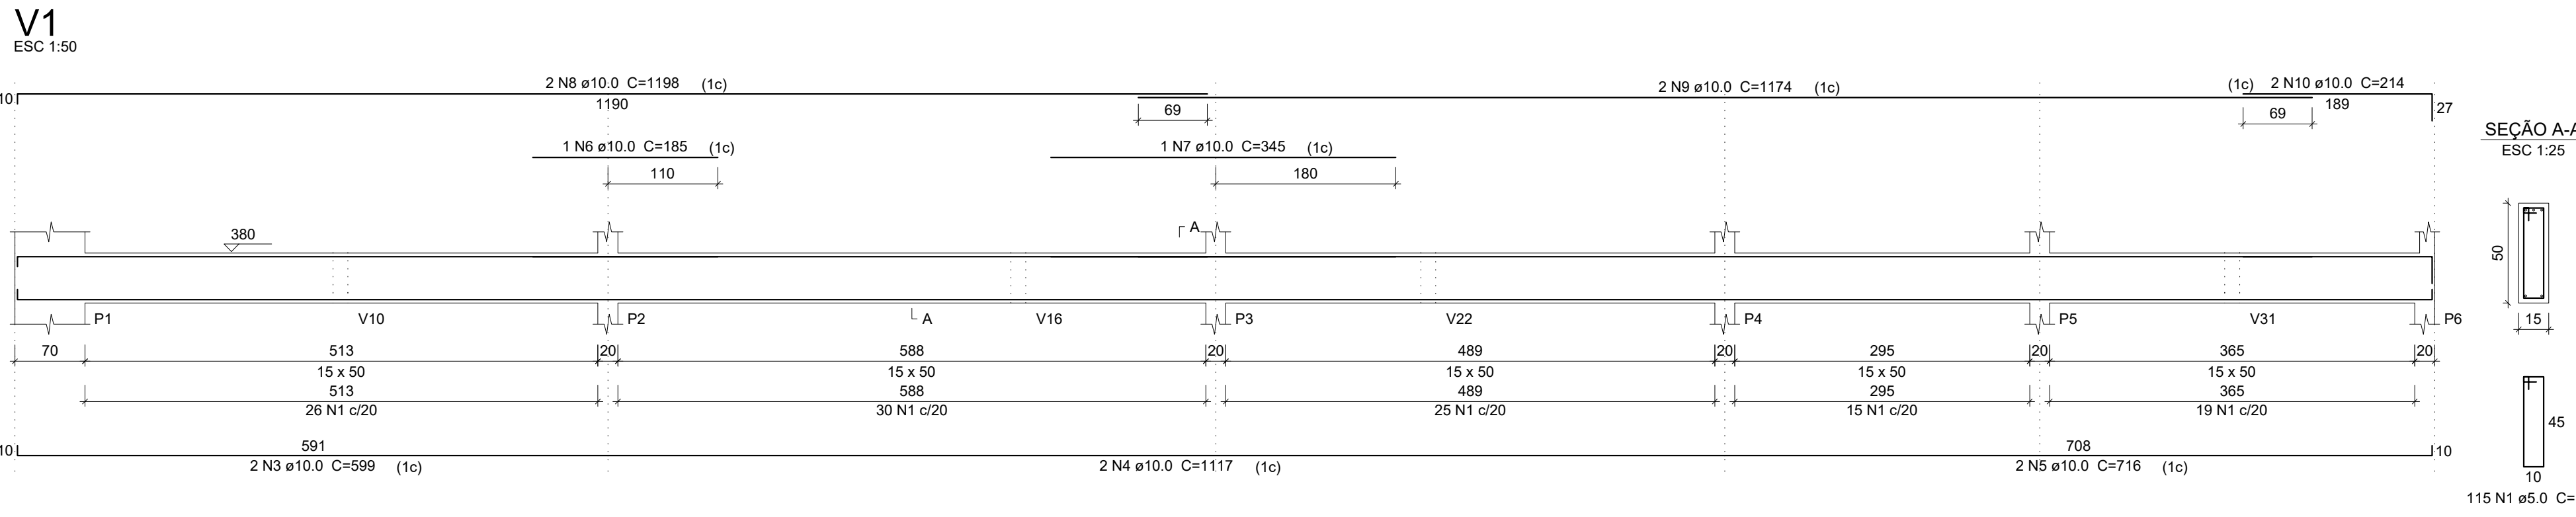 V1
ESC 1:50
2 N8 ø10.0 C=1198 (1c)
2 N9 ø10.0 C=1174 (1c)
(1c) 2 N10 ø10.0 C=214
10
1190
69
69
189
27
1 N6 ø10.0 C=185 (1c)
1 N7 ø10.0 C=345 (1c)
110
180
SEÇÃO A-A
ESC 1:25
380
A
50
P1
V10
P2
A
V16
P3
V22
P4
P5
V31
P6
15
70
513
20
588
20
489
20
295
20
365
20
15 x 50
15 x 50
15 x 50
15 x 50
15 x 50
513
588
489
295
365
26 N1 c/20
30 N1 c/20
25 N1 c/20
15 N1 c/20
19 N1 c/20
45
10
591
708
10
2 N3 ø10.0 C=599 (1c)
2 N4 ø10.0 C=1117 (1c)
2 N5 ø10.0 C=716 (1c)
10
115 N1 ø5.0 C=